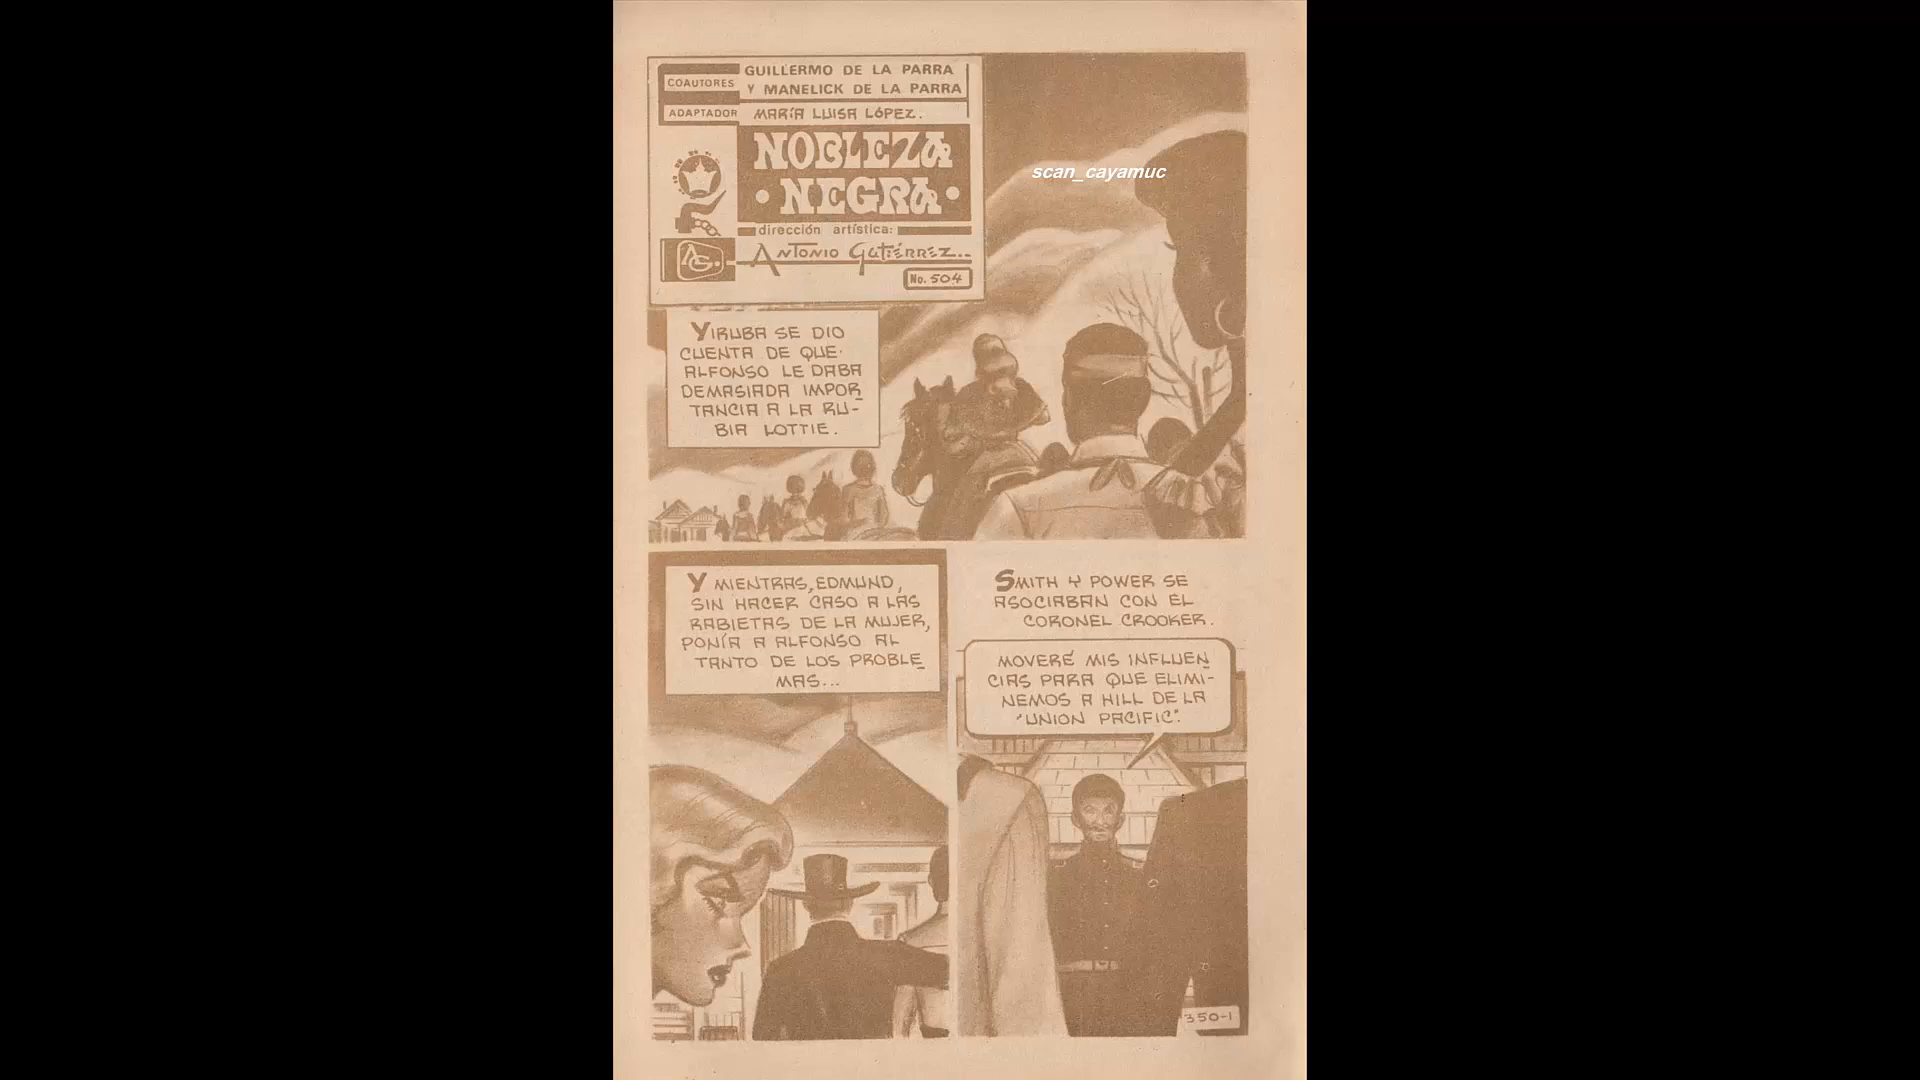 COAUTORES
GUILLERMO DE LA PARRA
Y MANELICK DE LA PARRA
ADAPTADOR
MARÍA LUISA LÓPEZ.
NOBLEZA
• NEGRA •
dirección artística:
AG.
ANTONIO GUTIÉRREZ..
No. 504
scan_cayamuc
YIRUBA SE DIO
CUENTA DE QUE
ALFONSO LE DABA
DEMASIADA IMPOR
TANCIA A LA RU-
BIA LOTTIE.
Y MIENTRAS, EDMUND,
SIN HACER CASO A LAS
RABIETAS DE LA MUJER,
PONÍA A ALFONSO AL
TANTO DE LOS PROBLE
MAS...
SMITH Y POWER SE
ASOCIABAN CON EL
CORONEL CROOKER.
MOVERÉ MIS INFLUEN
CIAS PARA QUE ELIMI-
NEMOS A HILL DE LA
"UNION PACIFIC".
350-1